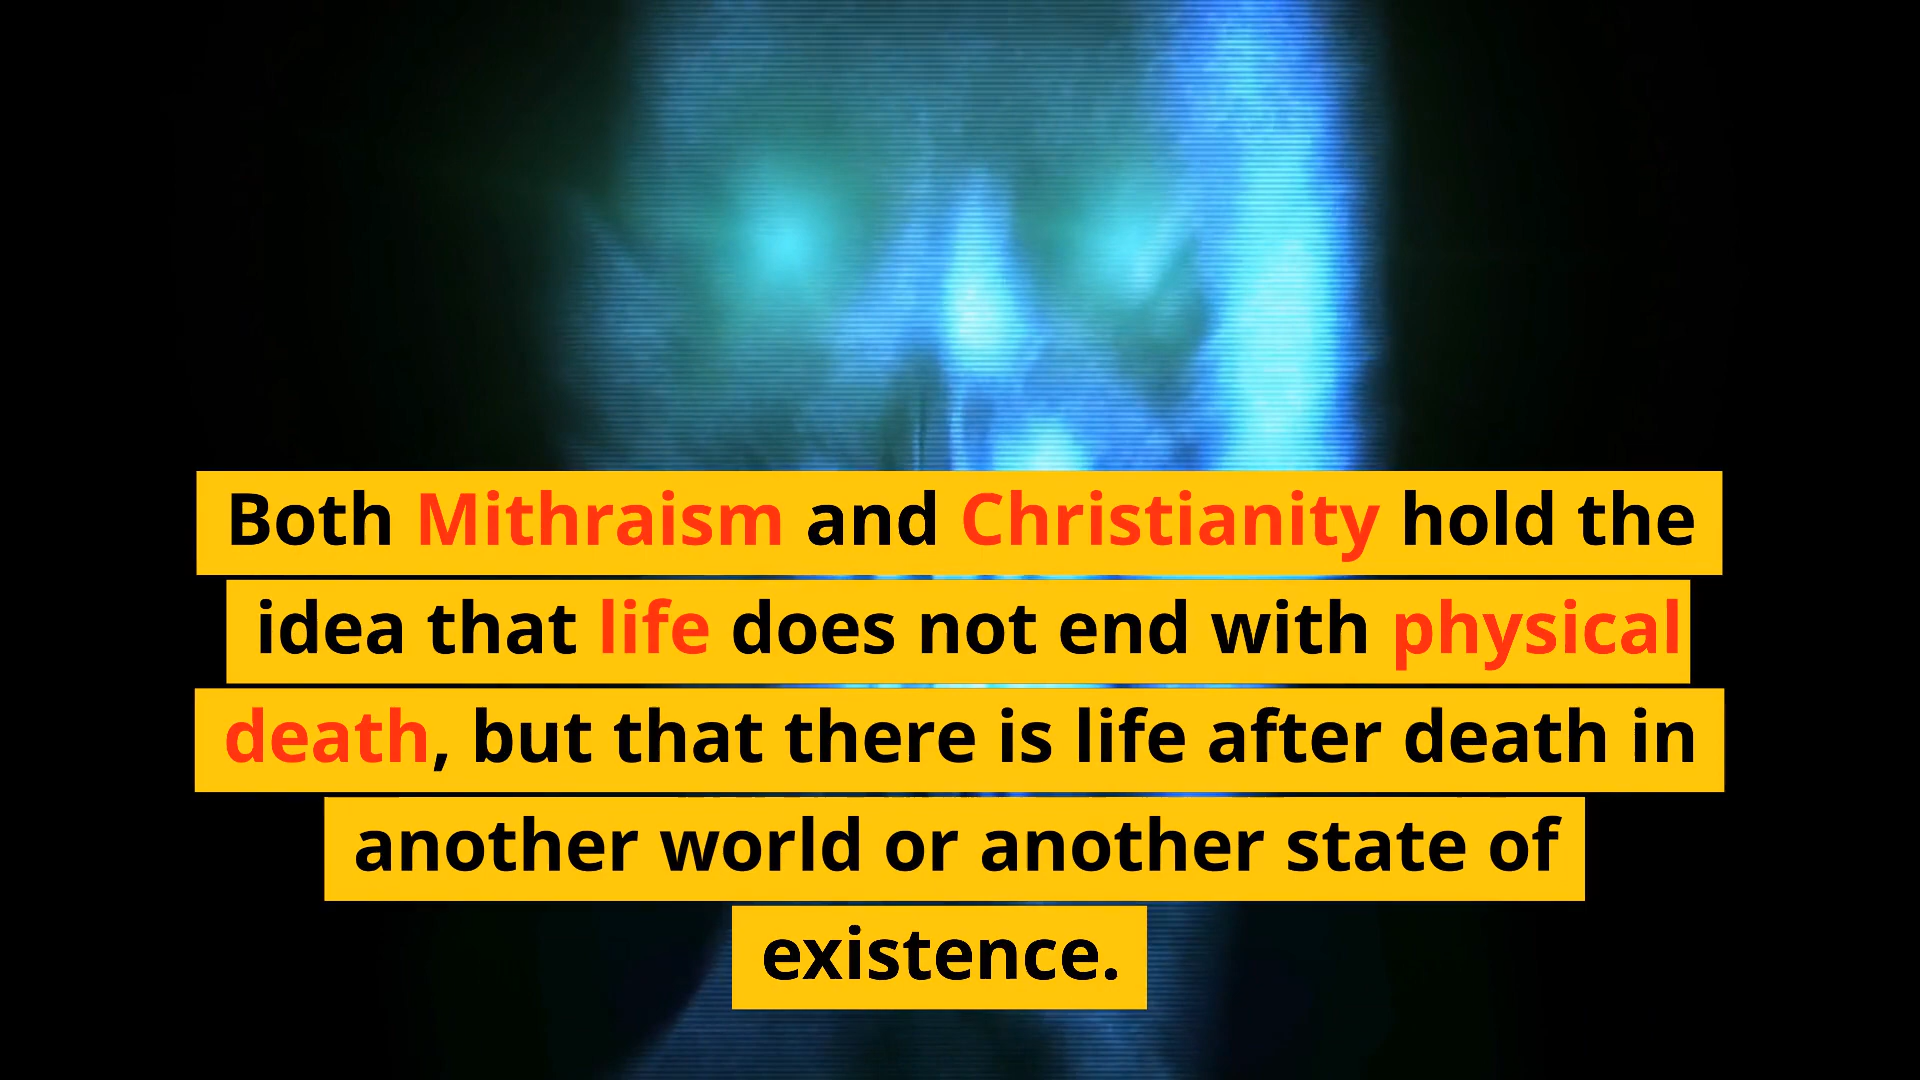 Both Mithraism and Christianity hold the
idea that life does not end with physical
death, but that there is life after death in
another world or another state of
existence.